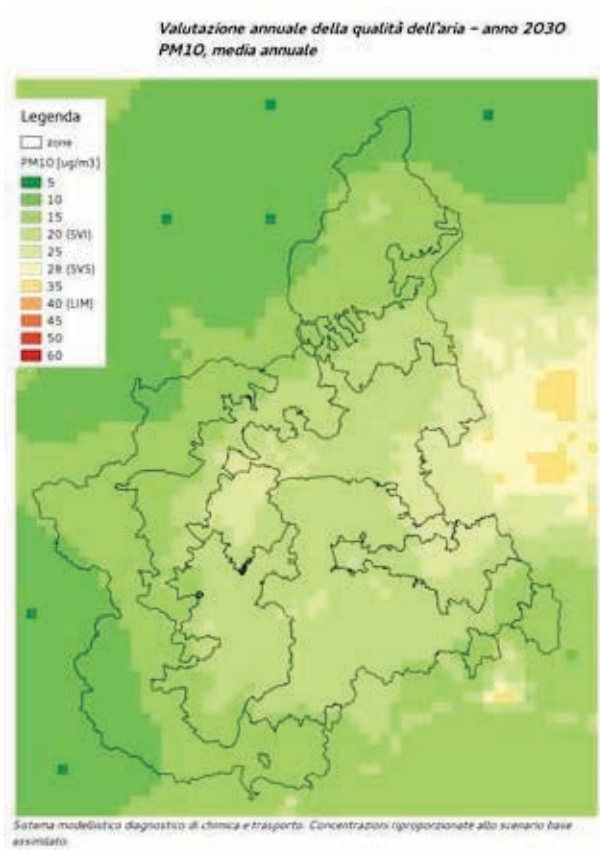 Valutazione annuale della qualità dell'aria – anno 2030
PM10, media annuale
Legenda
zone
PM10 [ug/m3]
5
10
15
20 (SVI)
25
28 (SVS)
35
40 (LIM)
45
50
60
Sistema modellistico diagnostico di chimica e trasporto. Concentrazioni riproporzionate allo scenario base
assimilato